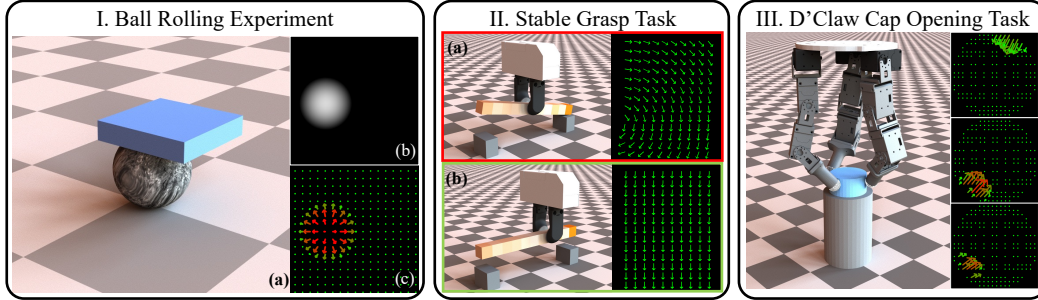 I. Ball Rolling Experiment
(a)
(b)
(c)
II. Stable Grasp Task
(a)
(b)
III. D'Claw Cap Opening Task